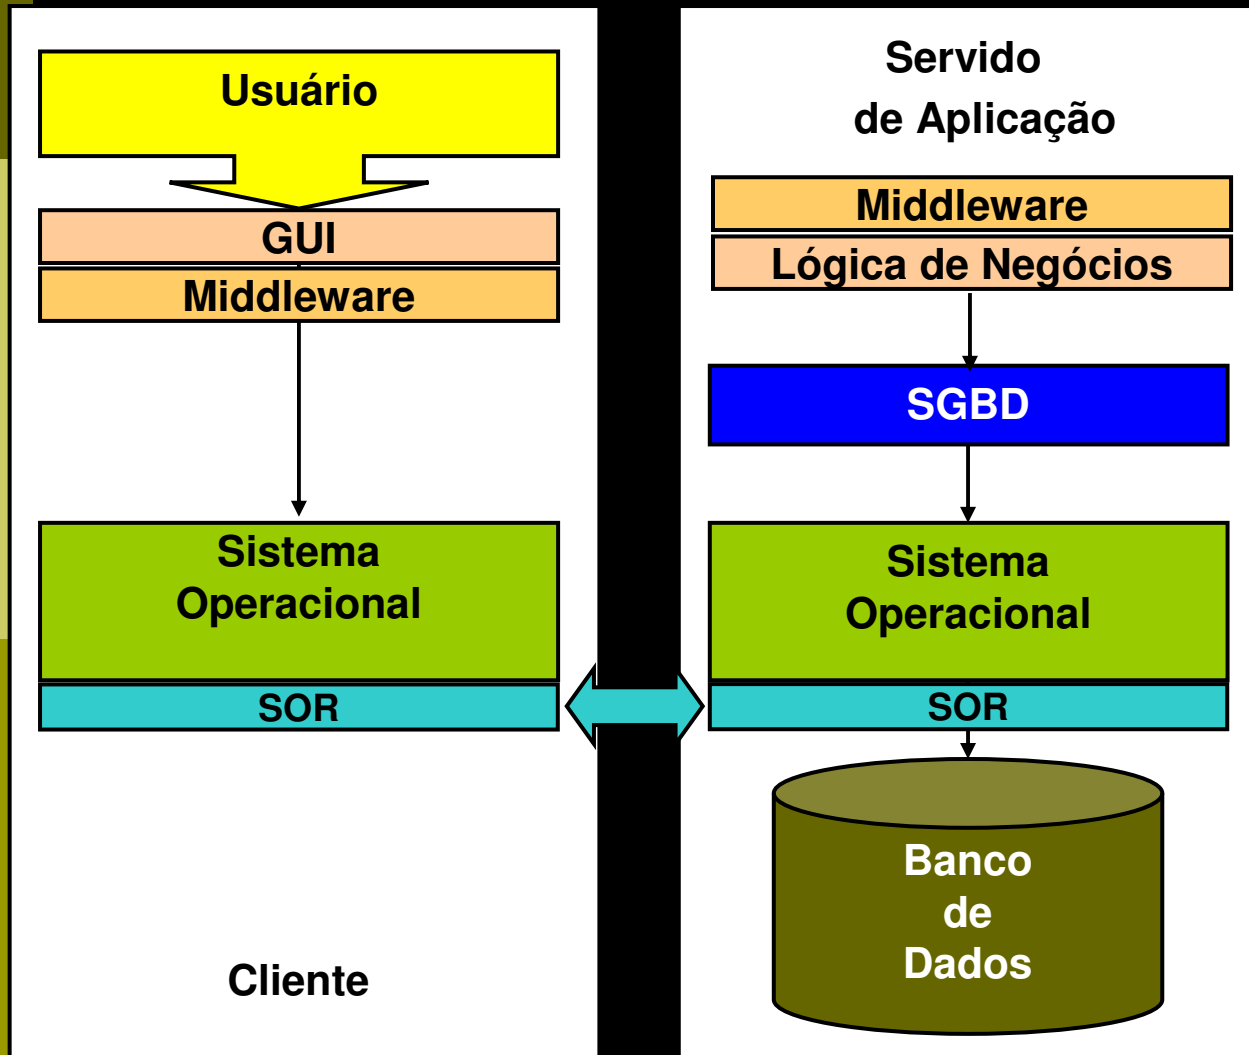 Usuário
GUI
Middleware
Sistema
Operacional
SOR
Cliente
Servido
de Aplicação
Middleware
Lógica de Negócios
SGBD
Sistema
Operacional
SOR
Banco
de
Dados